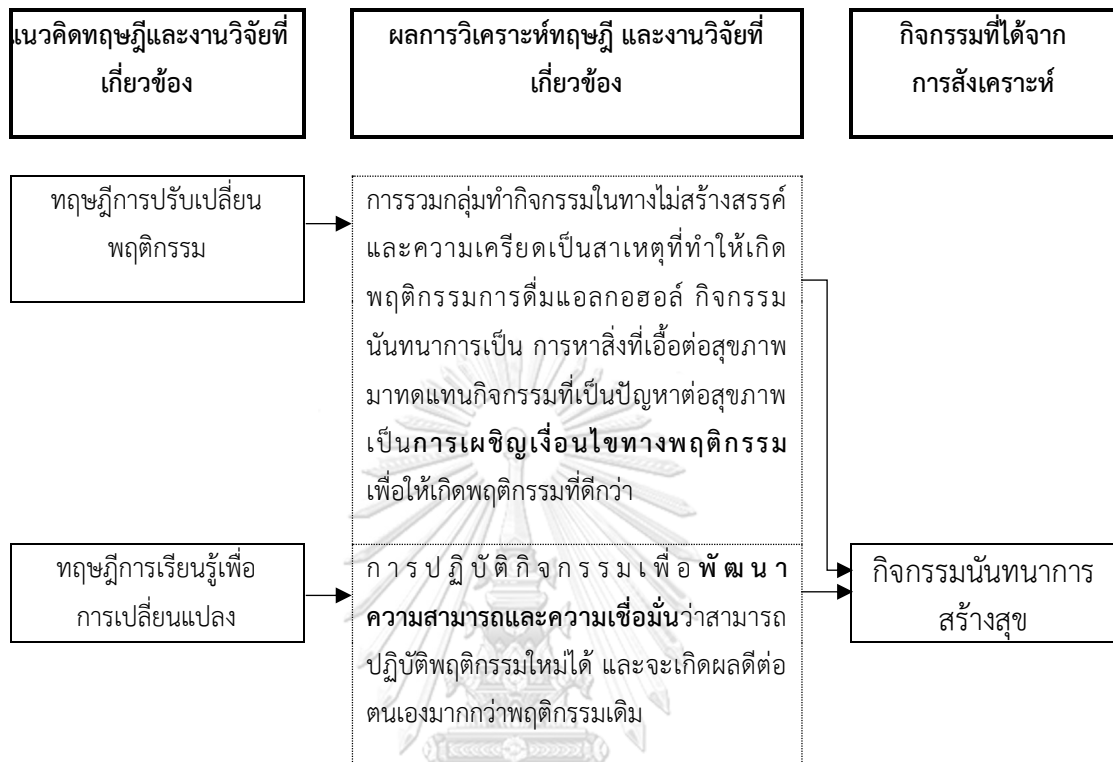 แนวคิดทฤษฎีและงานวิจัยที่
เกี่ยวข้อง
ผลการวิเคราะห์ทฤษฎี และงานวิจัยที่
เกี่ยวข้อง
กิจกรรมที่ได้จาก
การสังเคราะห์
ทฤษฎีการปรับเปลี่ยน
พฤติกรรม
การรวมกลุ่มทำกิจกรรมในทางไม่สร้างสรรค์
และความเครียดเป็นสาเหตุที่ทำให้เกิด
พฤติกรรมการดื่มแอลกอฮอล์ กิจกรรม
นันทนาการเป็น การหาสิ่งที่เอื้อต่อสุขภาพ
มาทดแทนกิจกรรมที่เป็นปัญหาต่อสุขภาพ
เป็นการเผชิญเงื่อนไขทางพฤติกรรม
เพื่อให้เกิดพฤติกรรมที่ดีกว่า
ทฤษฎีการเรียนรู้เพื่อ
การเปลี่ยนแปลง
การปฏิบัติกิจกรรมเพื่อพัฒนา
ความสามารถและความเชื่อมั่นว่าสามารถ
ปฏิบัติพฤติกรรมใหม่ได้ และจะเกิดผลดีต่อ
ตนเองมากกว่าพฤติกรรมเดิม
กิจกรรมนันทนาการ
สร้างสุข